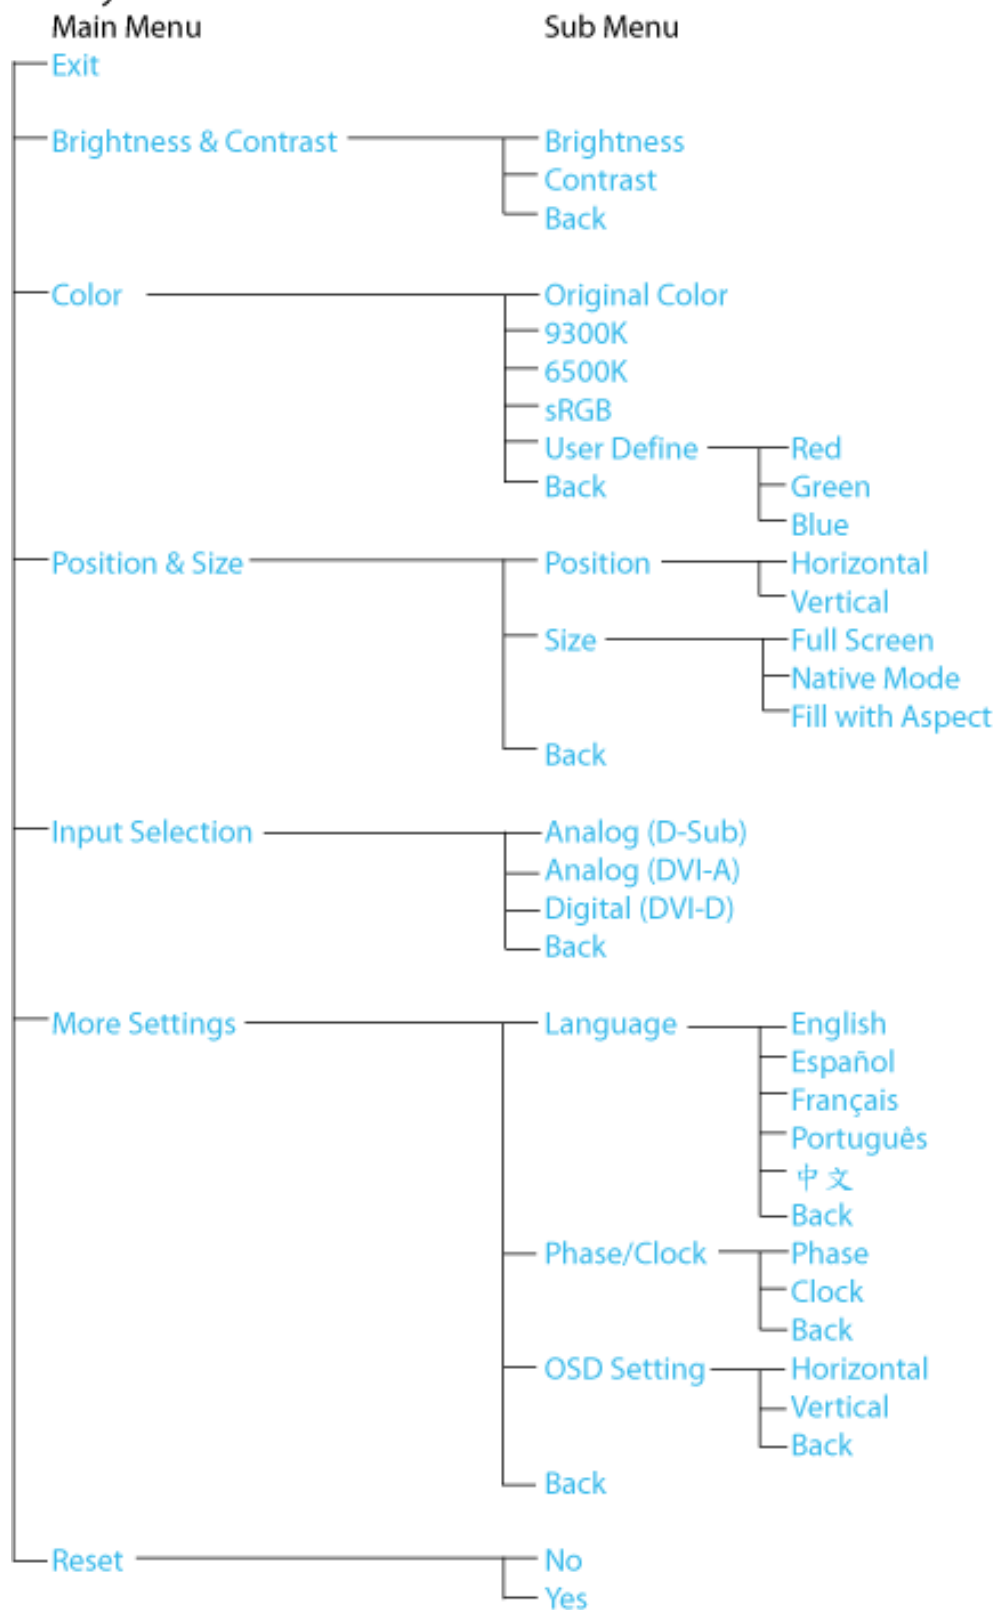 Main Menu Sub Menu
Exit
Brightness & Contrast Brightness
Contrast
Back
Color Original Color
9300K
6500K
sRGB
User Define Red
Back Green
Blue
Position & Size Position Horizontal
Vertical
Size Full Screen
Native Mode
Fill with Aspect
Back
Input Selection Analog (D-Sub)
Analog (DVI-A)
Digital (DVI-D)
Back
More Settings Language English
Español
Français
Português
中文
Back
Phase/Clock Phase
Clock
Back
OSD Setting Horizontal
Vertical
Back
Back
Reset No
Yes